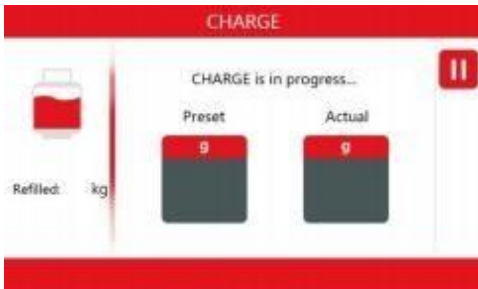 CHARGE
CHARGE is in progress...
Preset
Actual
g
g
Refilled: kg